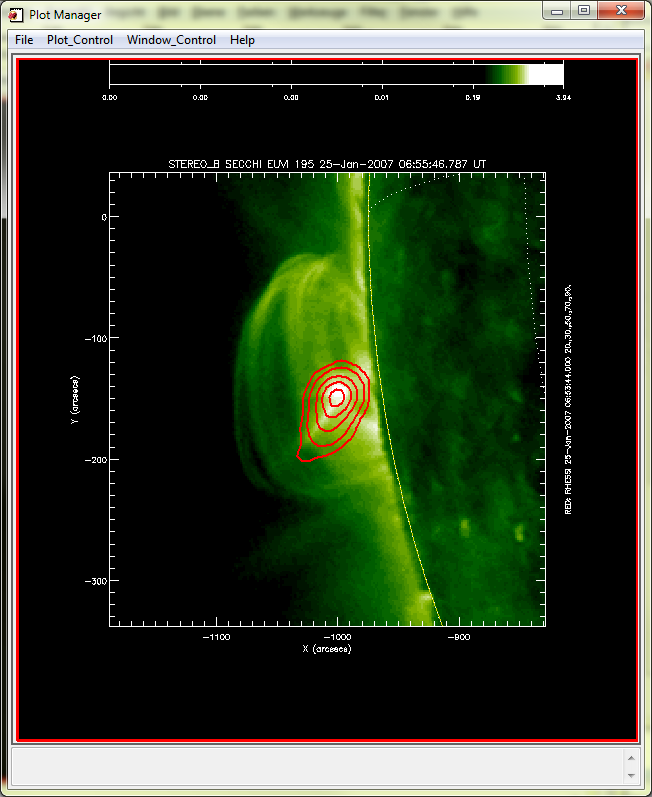 Plot Manager
File Plot_Control Window_Control Help
0.00 0.00 0.00 0.01 0.19 3.94
STEREO_B SECCHI EUVI 195 25-Jan-2007 06:55:46.787 UT
0
-100
-200
-300
Y (arcsecs)
-1100 -1000 -900
X (arcsecs)
RED: RHESSI 25-Jan-2007 06:53:44.000 20.,30.,50.,70.,90.